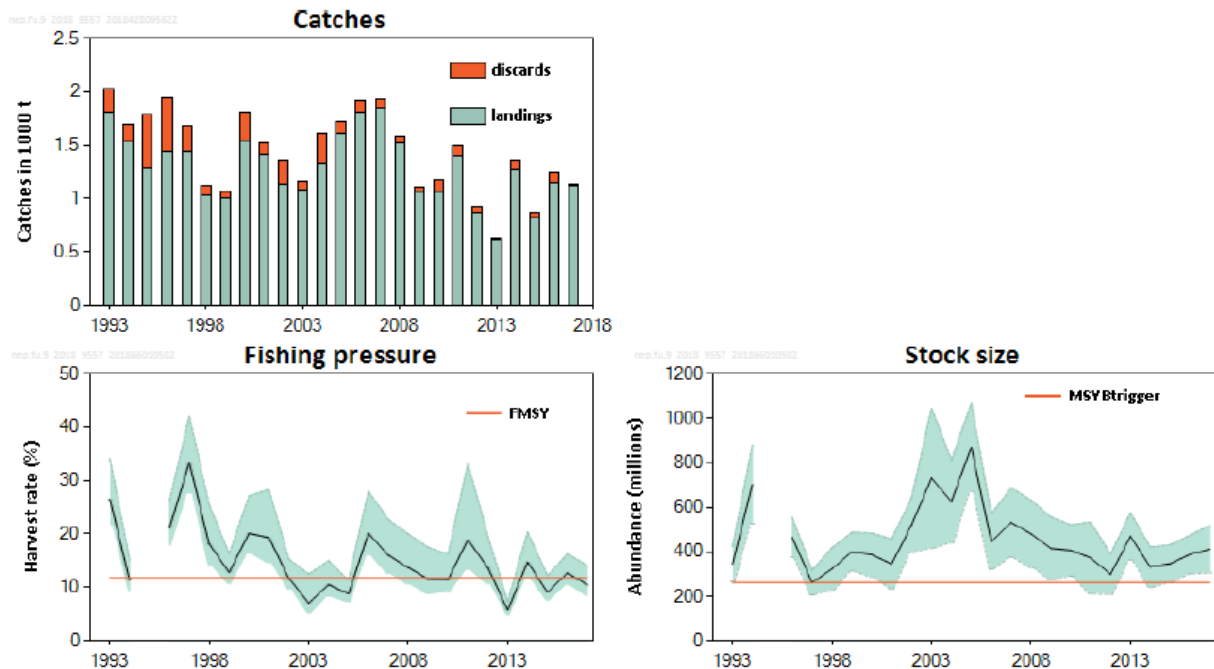 Catches
2.5
2
1.5
1
0.5
0
Catches in 1000 t
discards
landings
1993 1998 2003 2008 2013 2018
Fishing pressure
50
40
30
20
10
0
Harvest rate (%)
FMSY
1993 1998 2003 2008 2013
Stock size
1200
1000
800
600
400
200
0
Abundance (millions)
MSYBtrigger
1993 1998 2003 2008 2013